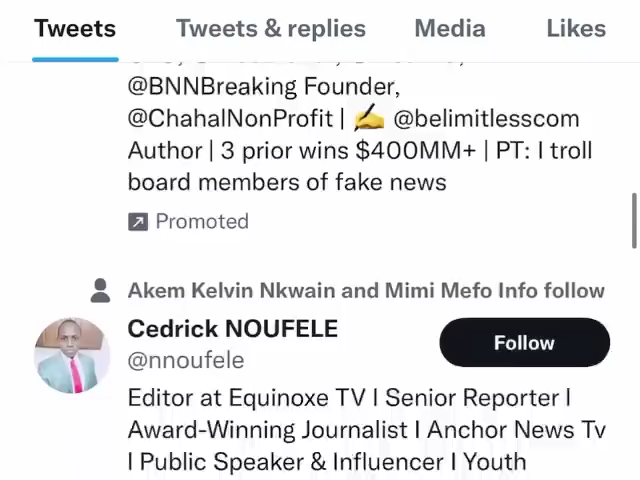 Tweets Tweets & replies Media Likes
@BNNBreaking Founder,
@ChahalNonProfit | ✍️ @belimitlesscom
Author | 3 prior wins $400MM+ | PT: I troll
board members of fake news
Promoted
Akem Kelvin Nkwain and Mimi Mefo Info follow
Cedrick NOUFELE
Follow
@nnoufele
Editor at Equinoxe TV I Senior Reporter I
Award-Winning Journalist I Anchor News Tv
I Public Speaker & Influencer I Youth